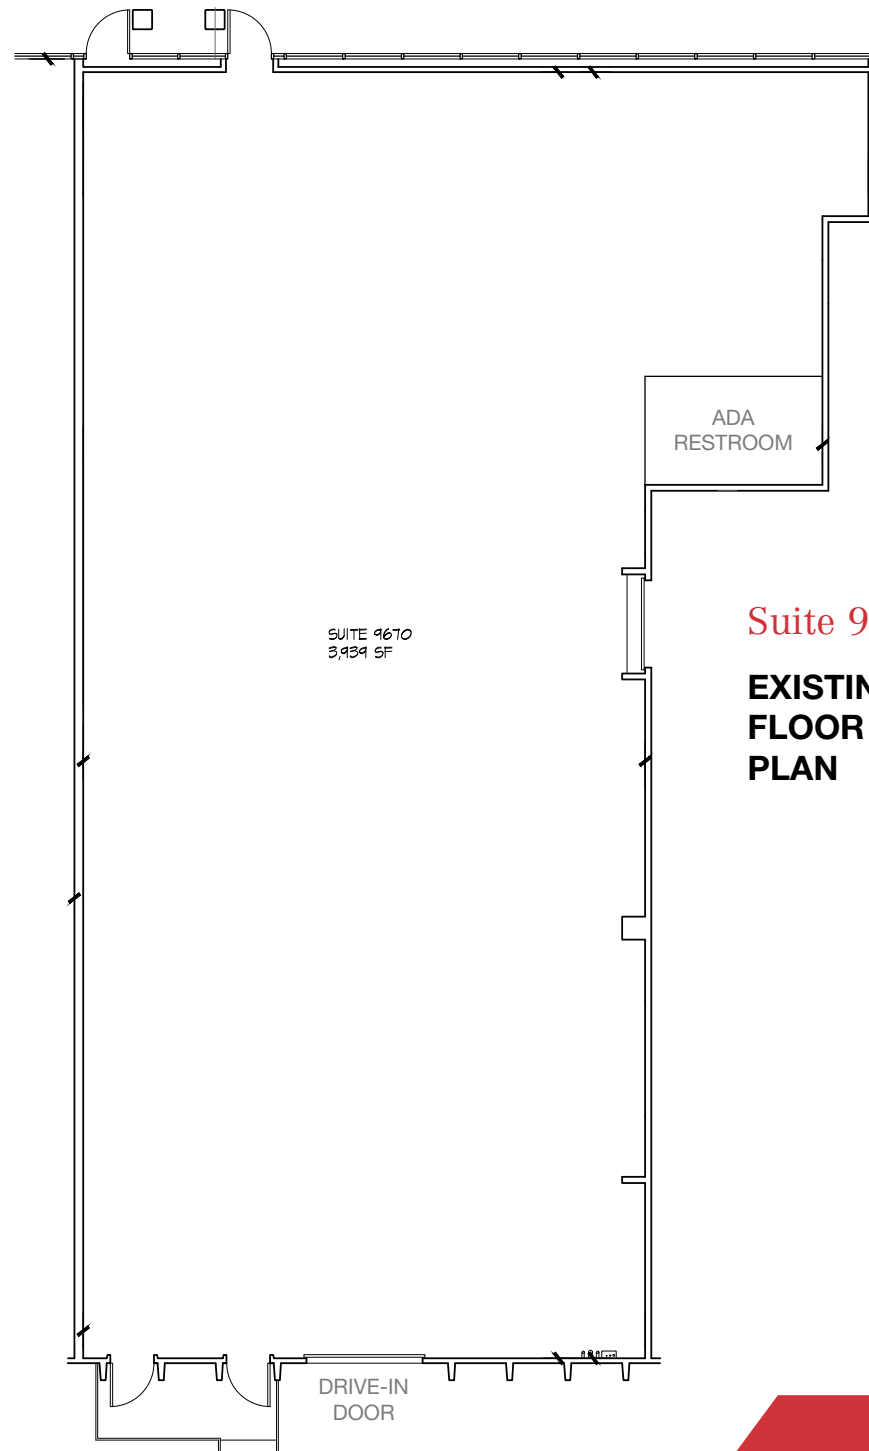 ADA
RESTROOM
SUITE 9670
3,939 SF
Suite 9
EXISTIN
FLOOR
PLAN
DRIVE-IN
DOOR